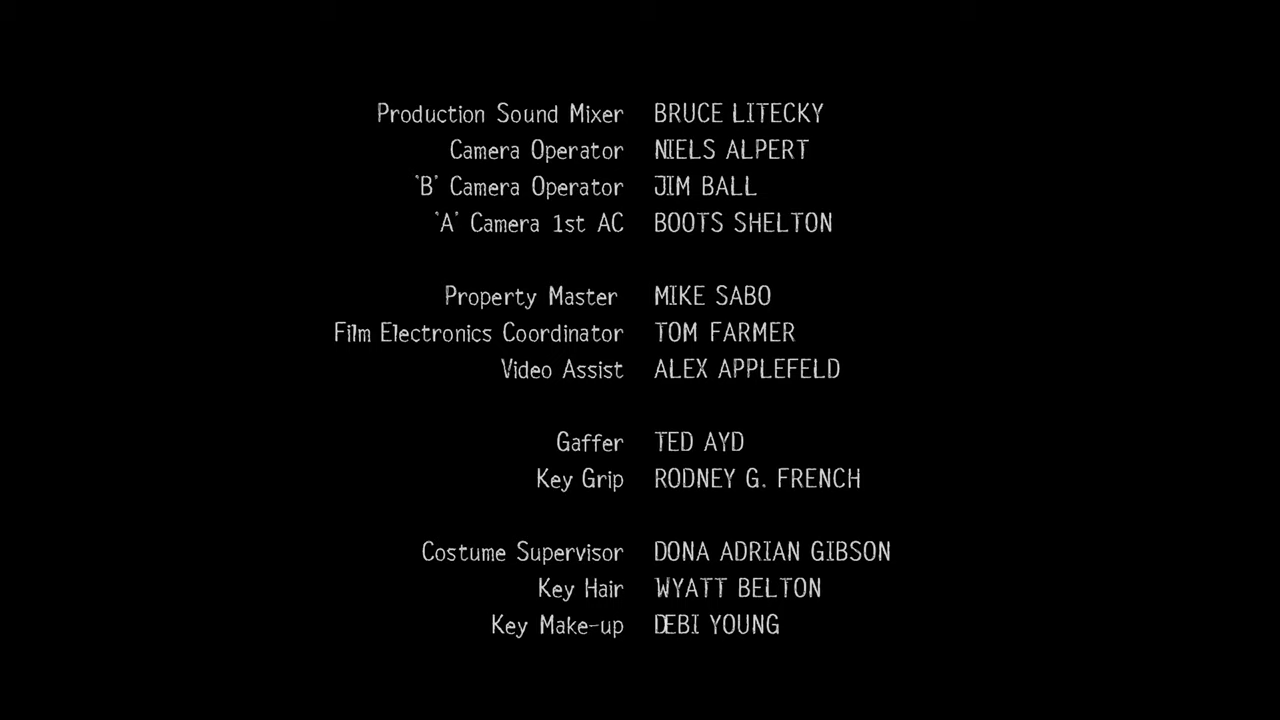 Production Sound Mixer BRUCE LITECKY
Camera Operator NIELS ALPERT
'B' Camera Operator JIM BALL
'A' Camera 1st AC BOOTS SHELTON
Property Master MIKE SABO
Film Electronics Coordinator TOM FARMER
Video Assist ALEX APPLEFELD
Gaffer TED AYD
Key Grip RODNEY G. FRENCH
Costume Supervisor DONA ADRIAN GIBSON
Key Hair WYATT BELTON
Key Make-up DEBI YOUNG